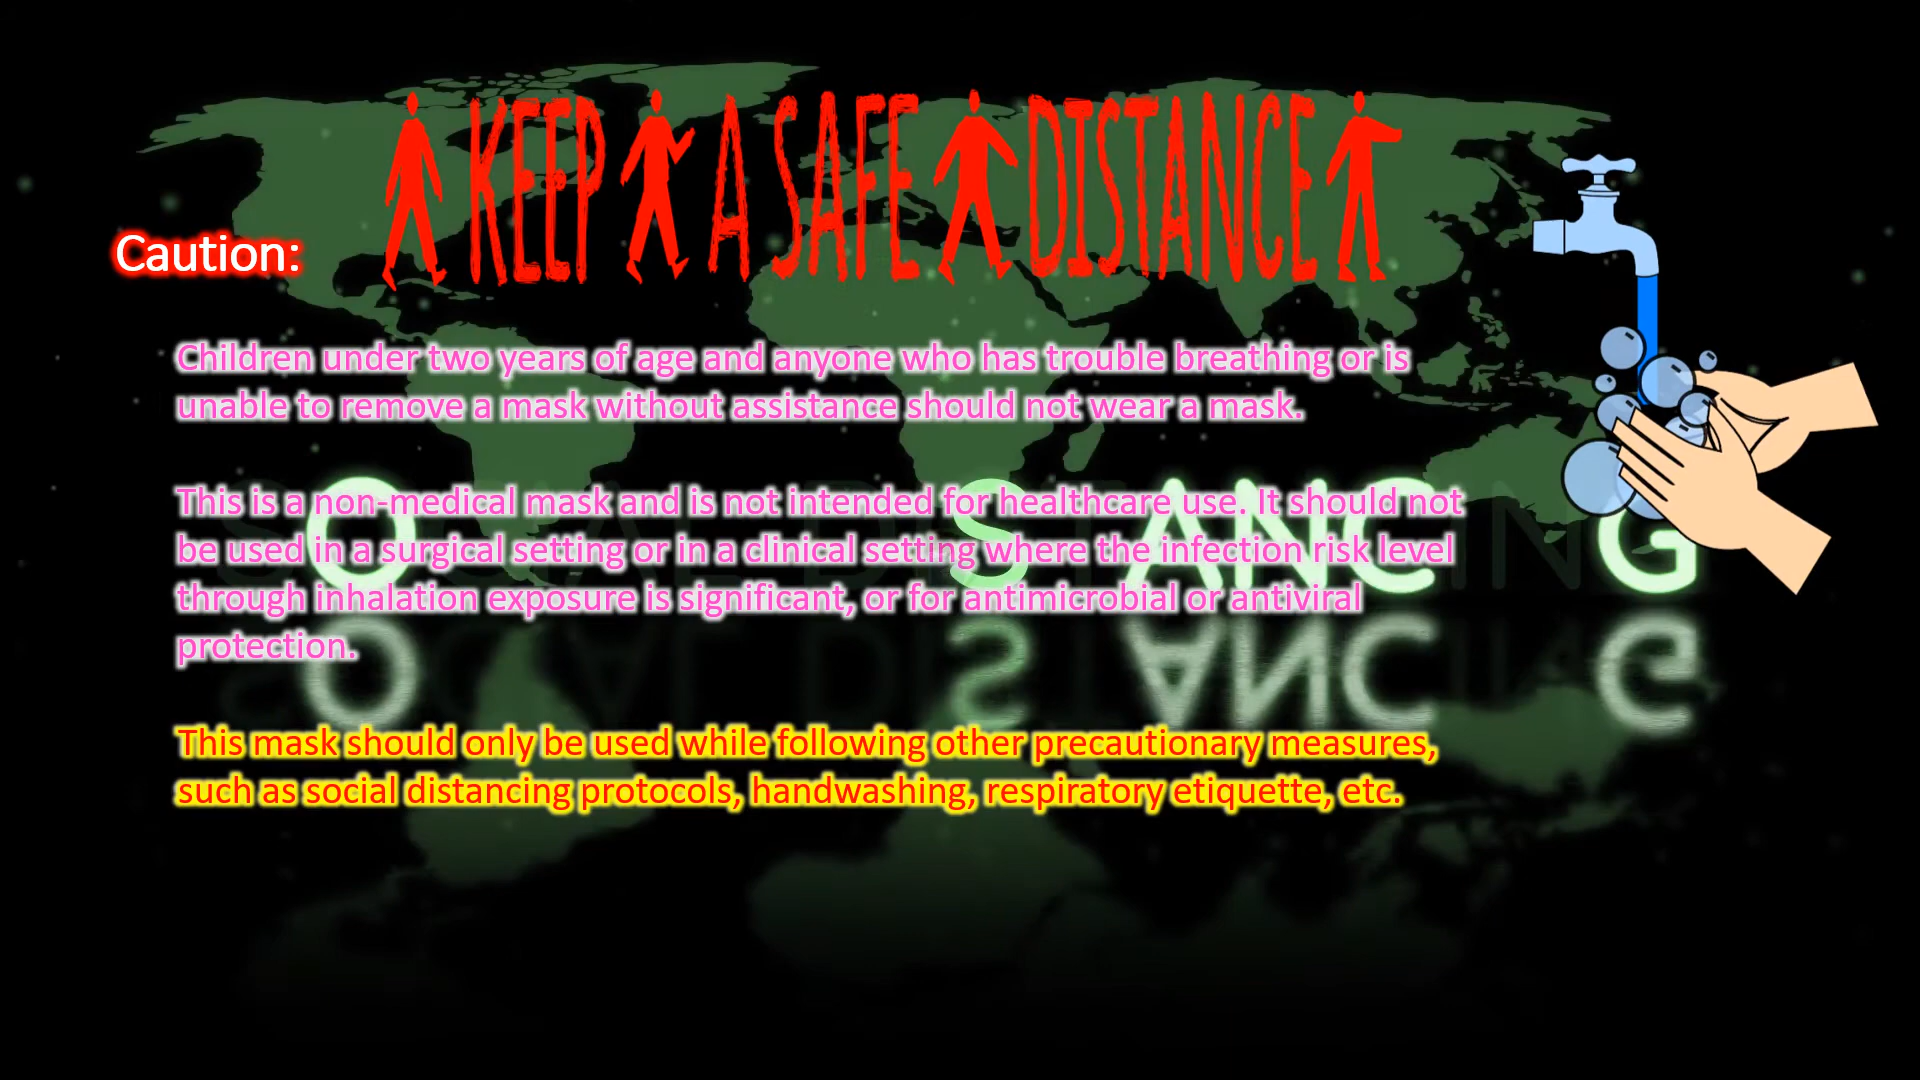 KEEP A SAFE DISTANCE
Caution:
Children under two years of age and anyone who has trouble breathing or is
unable to remove a mask without assistance should not wear a mask.
This is a non-medical mask and is not intended for healthcare use. It should not
be used in a surgical setting or in a clinical setting where the infection risk level
through inhalation exposure is significant, or for antimicrobial or antiviral
protection.
SOCIAL DISTANCING
This mask should only be used while following other precautionary measures,
such as social distancing protocols, handwashing, respiratory etiquette, etc.